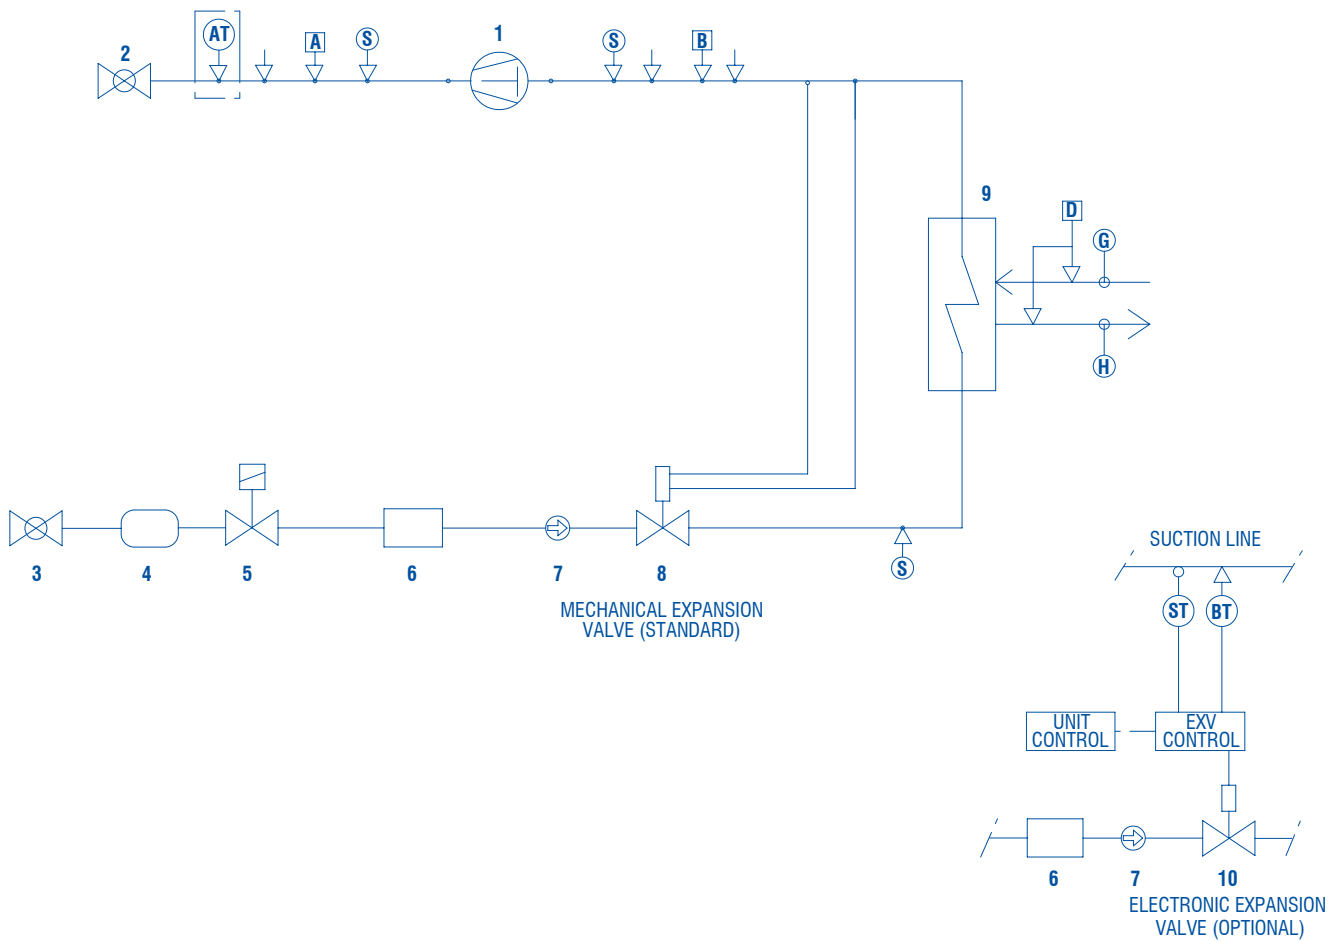 AT
A
S
1
S
B
2
9
D
G
H
3
4
5
6
7
8
S
MECHANICAL EXPANSION
VALVE (STANDARD)
SUCTION LINE
ST
BT
UNIT
CONTROL
EXV
CONTROL
6
7
10
ELECTRONIC EXPANSION
VALVE (OPTIONAL)